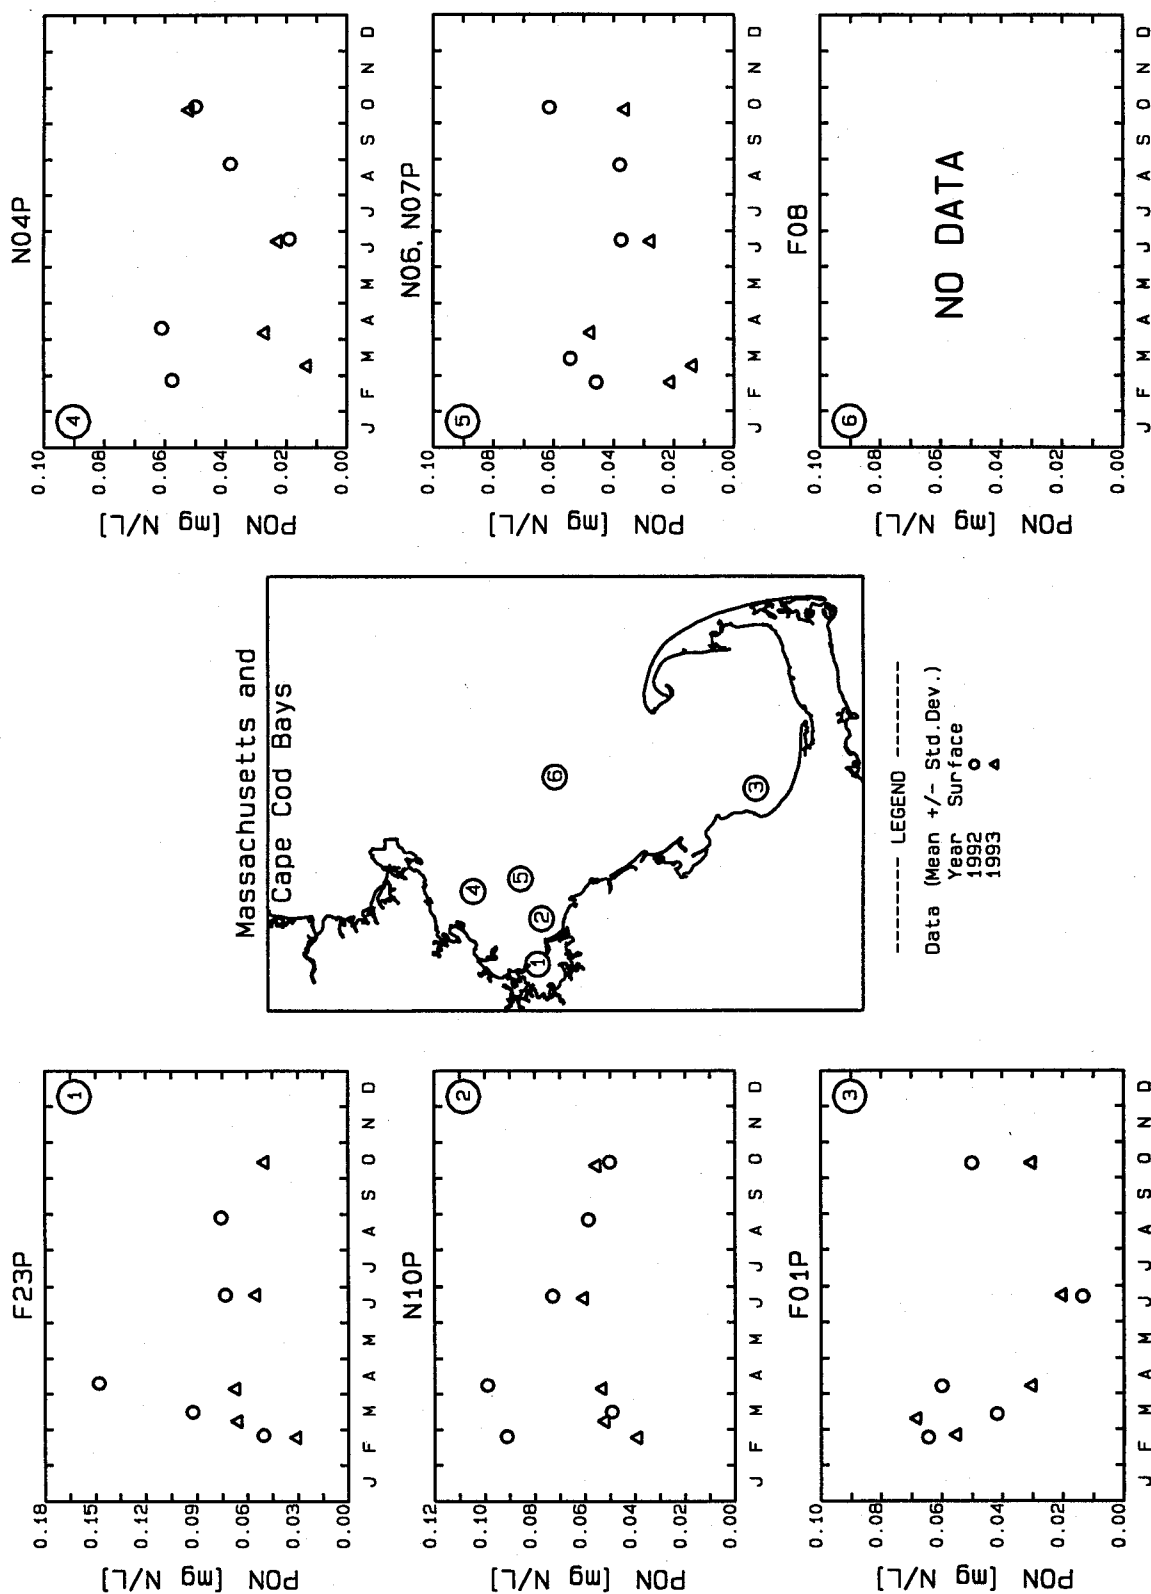 F23P
1
0.18
0.15
0.12
0.09
0.06
0.03
0.00
PON [mg N/L]
J F M A M J J A S O N D
N10P
2
0.12
0.10
0.08
0.06
0.04
0.02
0.00
PON [mg N/L]
J F M A M J J A S O N D
F01P
3
0.10
0.08
0.06
0.04
0.02
0.00
PON [mg N/L]
J F M A M J J A S O N D
Massachusetts and
Cape Cod Bays
1
2
3
4
5
6
------- LEGEND -------
Data (Mean +/- Std.Dev.)
Year Surface
1992
1993
N04P
4
0.10
0.08
0.06
0.04
0.02
0.00
PON [mg N/L]
J F M A M J J A S O N D
N06, N07P
5
0.10
0.08
0.06
0.04
0.02
0.00
PON [mg N/L]
J F M A M J J A S O N D
F08
6
NO DATA
0.10
0.08
0.06
0.04
0.02
0.00
PON [mg N/L]
J F M A M J J A S O N D